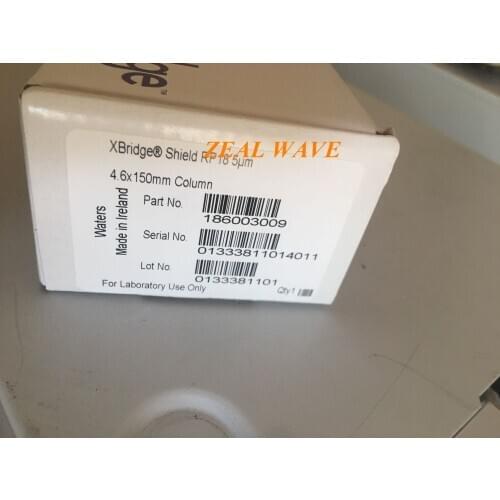 dge™
ZEAL WAVE
XBridge® Shield RP18 5µm
4.6x150mm Column
Waters
Made in Ireland
Part No.
186003009
Serial No.
01333811014011
Lot No.
0133381101
For Laboratory Use Only
Qty 1